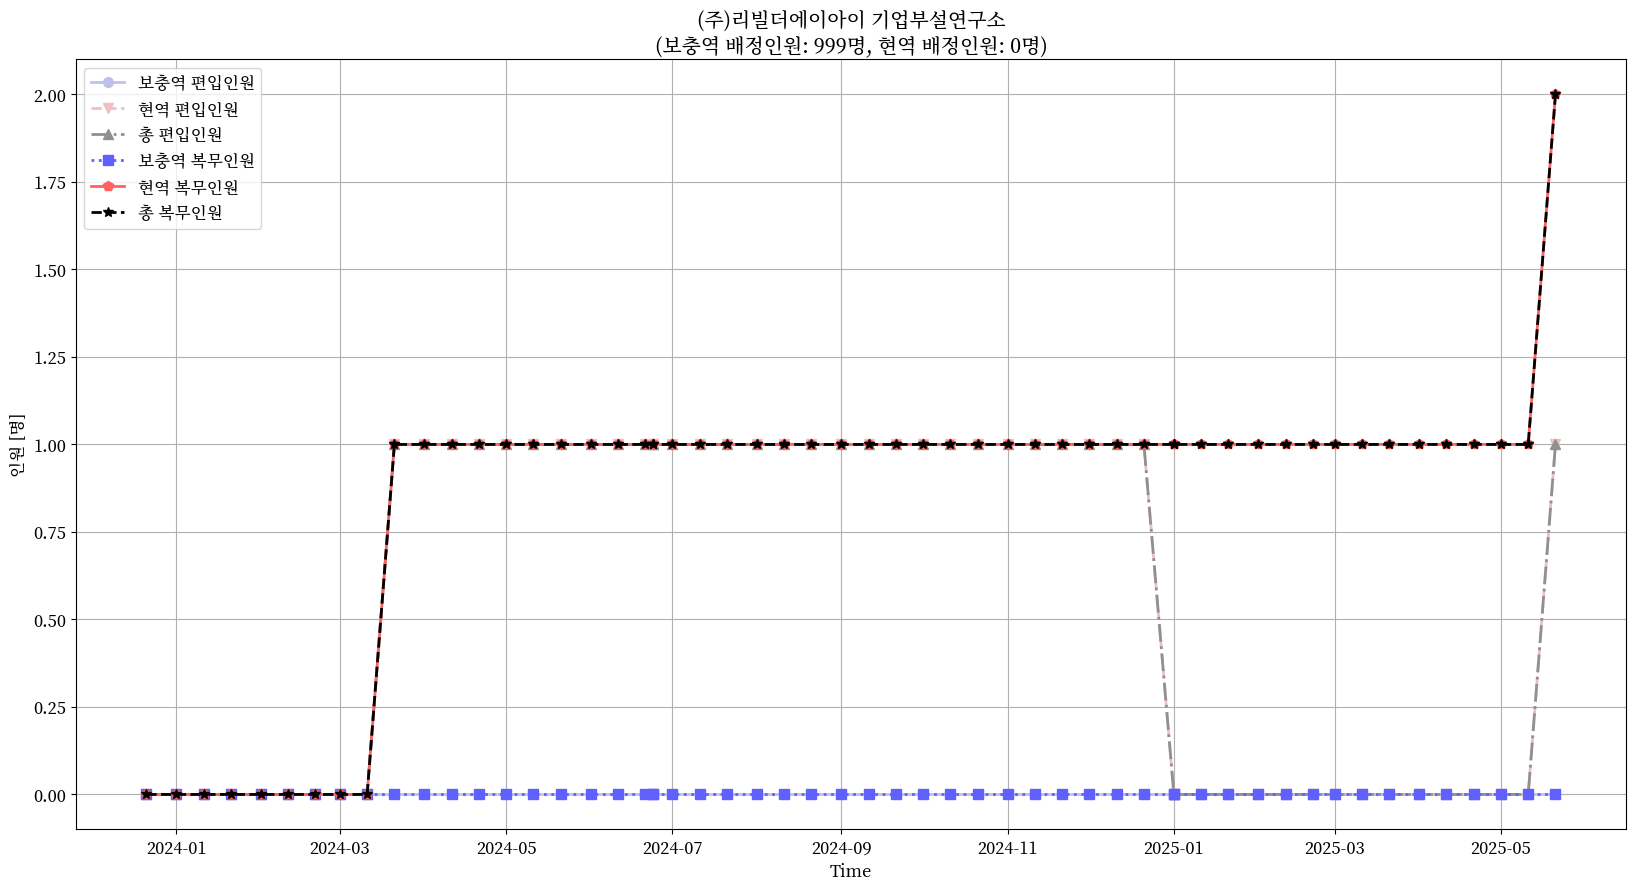 (주)리빌더에이아이 기업부설연구소
(보충역 배정인원: 999명, 현역 배정인원: 0명)
보충역 편입인원
현역 편입인원
총 편입인원
보충역 복무인원
현역 복무인원
총 복무인원
2.00
1.75
1.50
1.25
1.00
0.75
0.50
0.25
0.00
인원 [명]
2024-01 2024-03 2024-05 2024-07 2024-09 2024-11 2025-01 2025-03 2025-05
Time